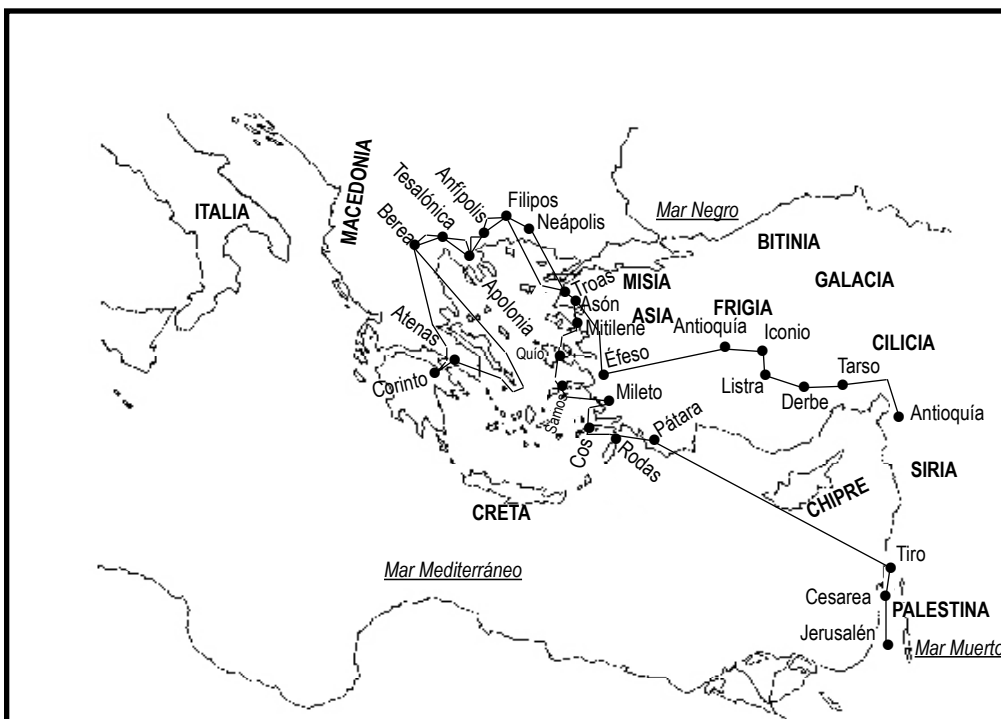 ITALIA
MACEDONIA
Berea
Tesalónica
Anfípolis
Filipos
Neápolis
Mar Negro
BITINIA
GALACIA
MISIA
Troas
Asón
ASIA
Mitilene
FRIGIA
Antioquía
Iconio
CILICIA
Apolonia
Atenas
Quío
Éfeso
Tarso
Corinto
Listra
Derbe
Mileto
Samos
Antioquía
Pátara
Cos
Rodas
SIRIA
CHIPRE
CRETA
Tiro
Mar Mediterráneo
Cesarea
PALESTINA
Jerusalén
Mar Muerto